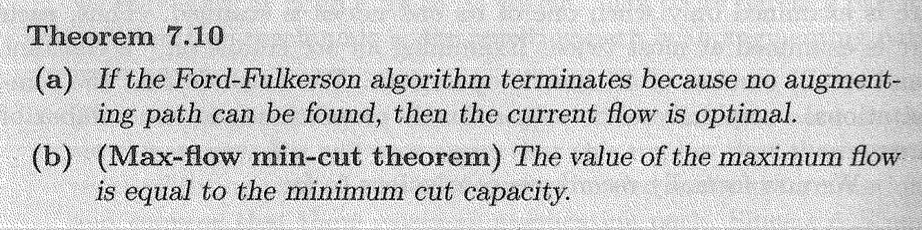 Theorem 7.10
(a) If the Ford-Fulkerson algorithm terminates because no augment-
ing path can be found, then the current flow is optimal.
(b) (Max-flow min-cut theorem) The value of the maximum flow
is equal to the minimum cut capacity.